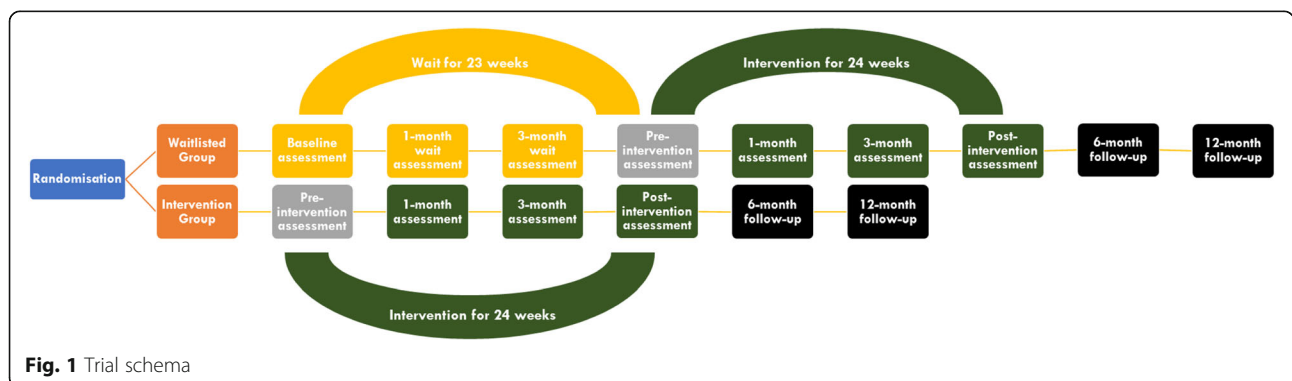 Wait for 23 weeks
Intervention for 24 weeks
Randomisation
Waitlisted
Group
Baseline
assessment
1-month
wait
assessment
3-month
wait
assessment
Pre-
intervention
assessment
1-month
assessment
3-month
assessment
Post-
intervention
assessment
6-month
follow-up
12-month
follow-up
Intervention
Group
Pre-
intervention
assessment
1-month
assessment
3-month
assessment
Post-
intervention
assessment
6-month
follow-up
12-month
follow-up
Intervention for 24 weeks
Fig. 1 Trial schema